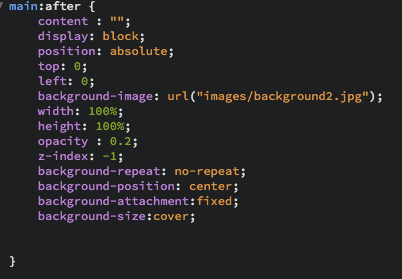 main:after {
content : "";
display: block;
position: absolute;
top: 0;
left: 0;
background-image: url("images/background2.jpg");
width: 100%;
height: 100%;
opacity : 0.2;
z-index: -1;
background-repeat: no-repeat;
background-position: center;
background-attachment:fixed;
background-size:cover;
}